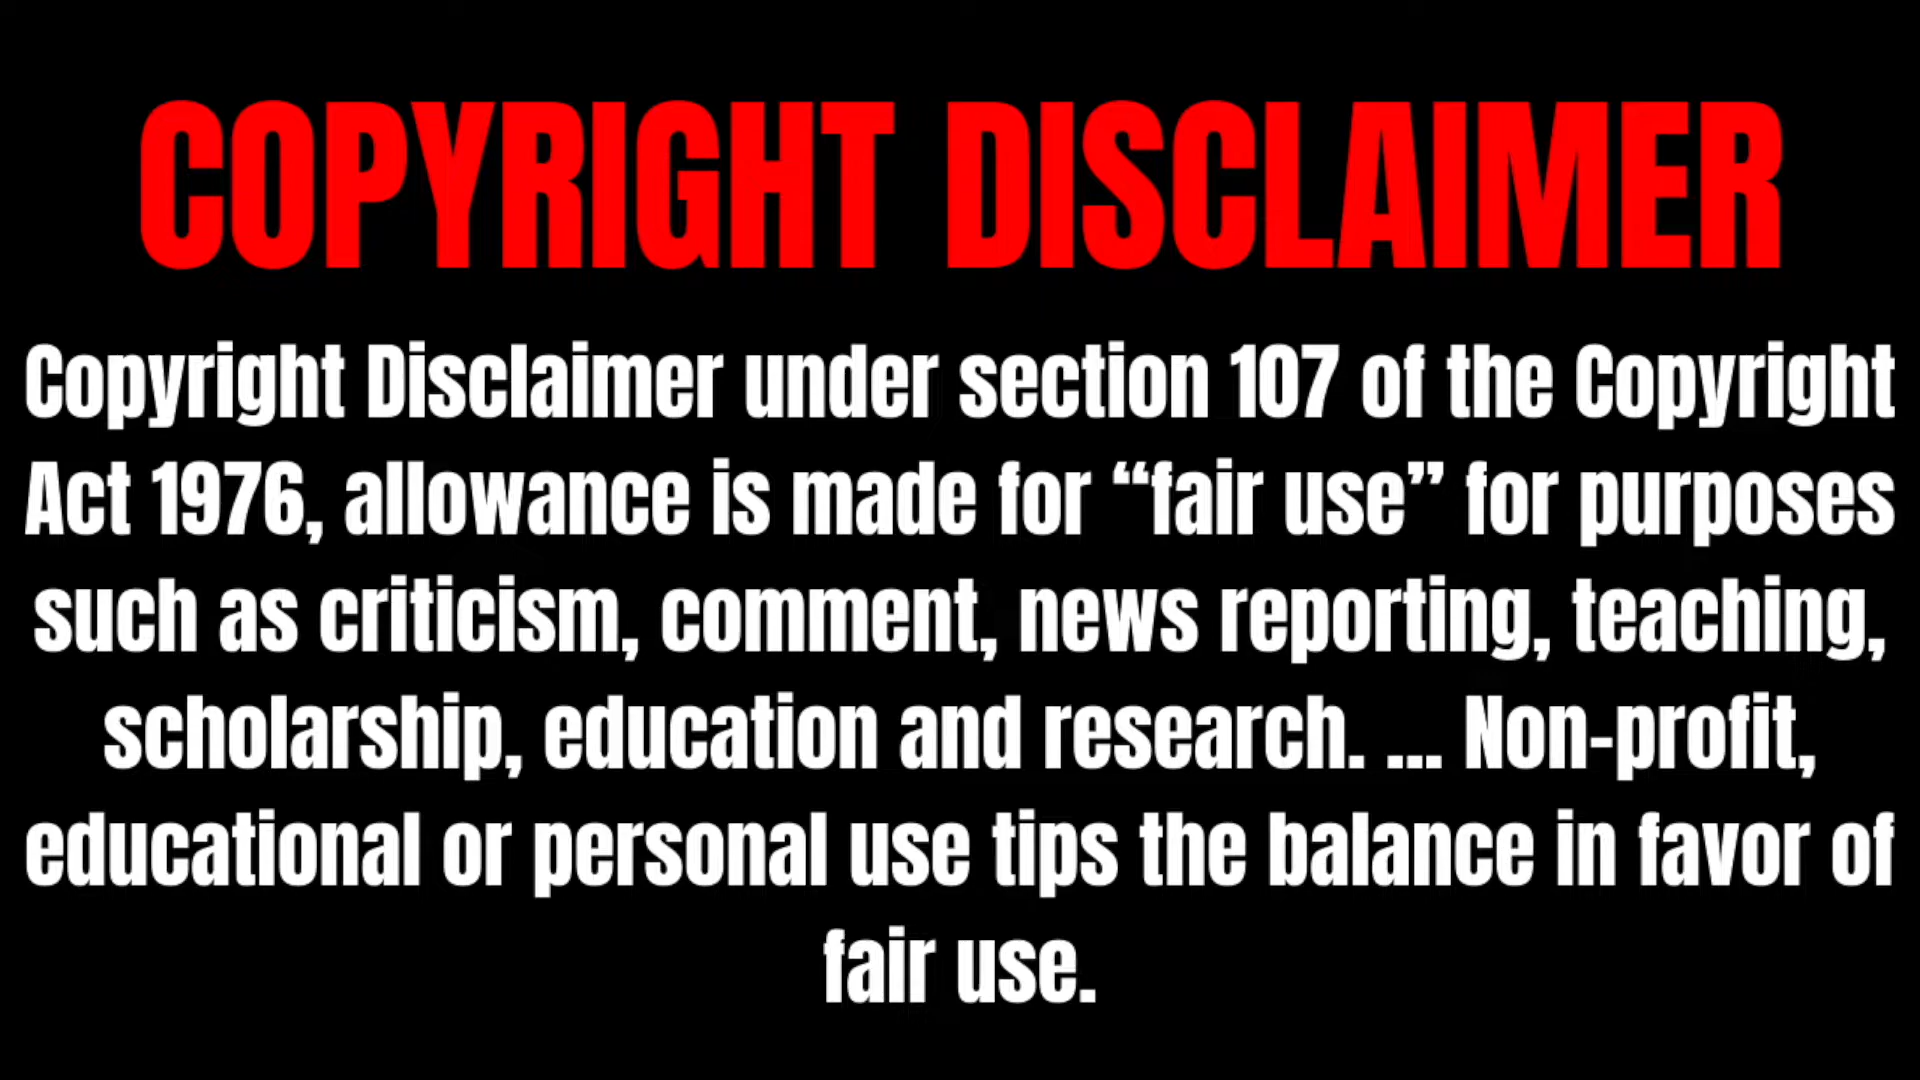 COPYRIGHT DISCLAIMER
Copyright Disclaimer under section 107 of the Copyright
Act 1976, allowance is made for “fair use” for purposes
such as criticism, comment, news reporting, teaching,
scholarship, education and research. ... Non-profit,
educational or personal use tips the balance in favor of
fair use.